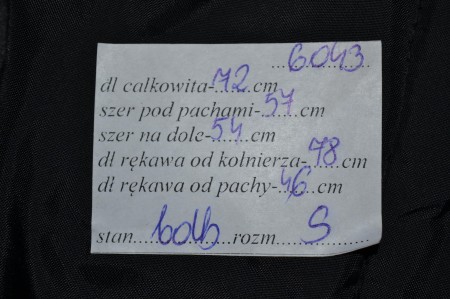 ......6043......
dl calkowita-..72..cm
szer pod pachami-..57...cm
szer na dole-..54....cm
dł rękawa od kolnierza-..78....cm
dł rękawa od pachy-..46....cm
stan....bdb....rozm....S........